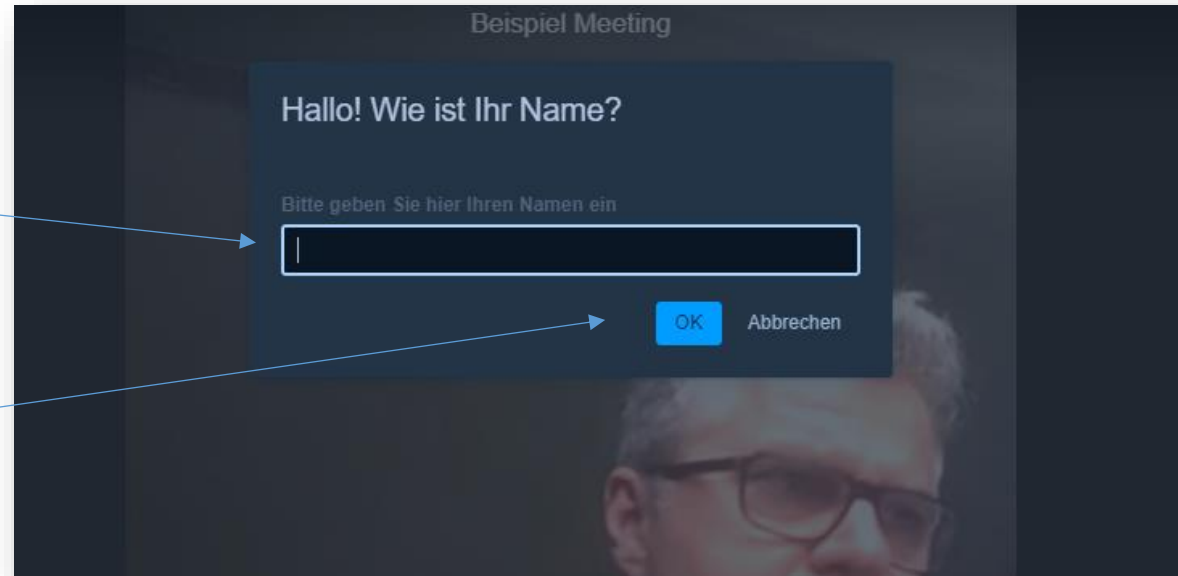 Beispiel Meeting
Hallo! Wie ist Ihr Name?
Bitte geben Sie hier Ihren Namen ein
OK Abbrechen